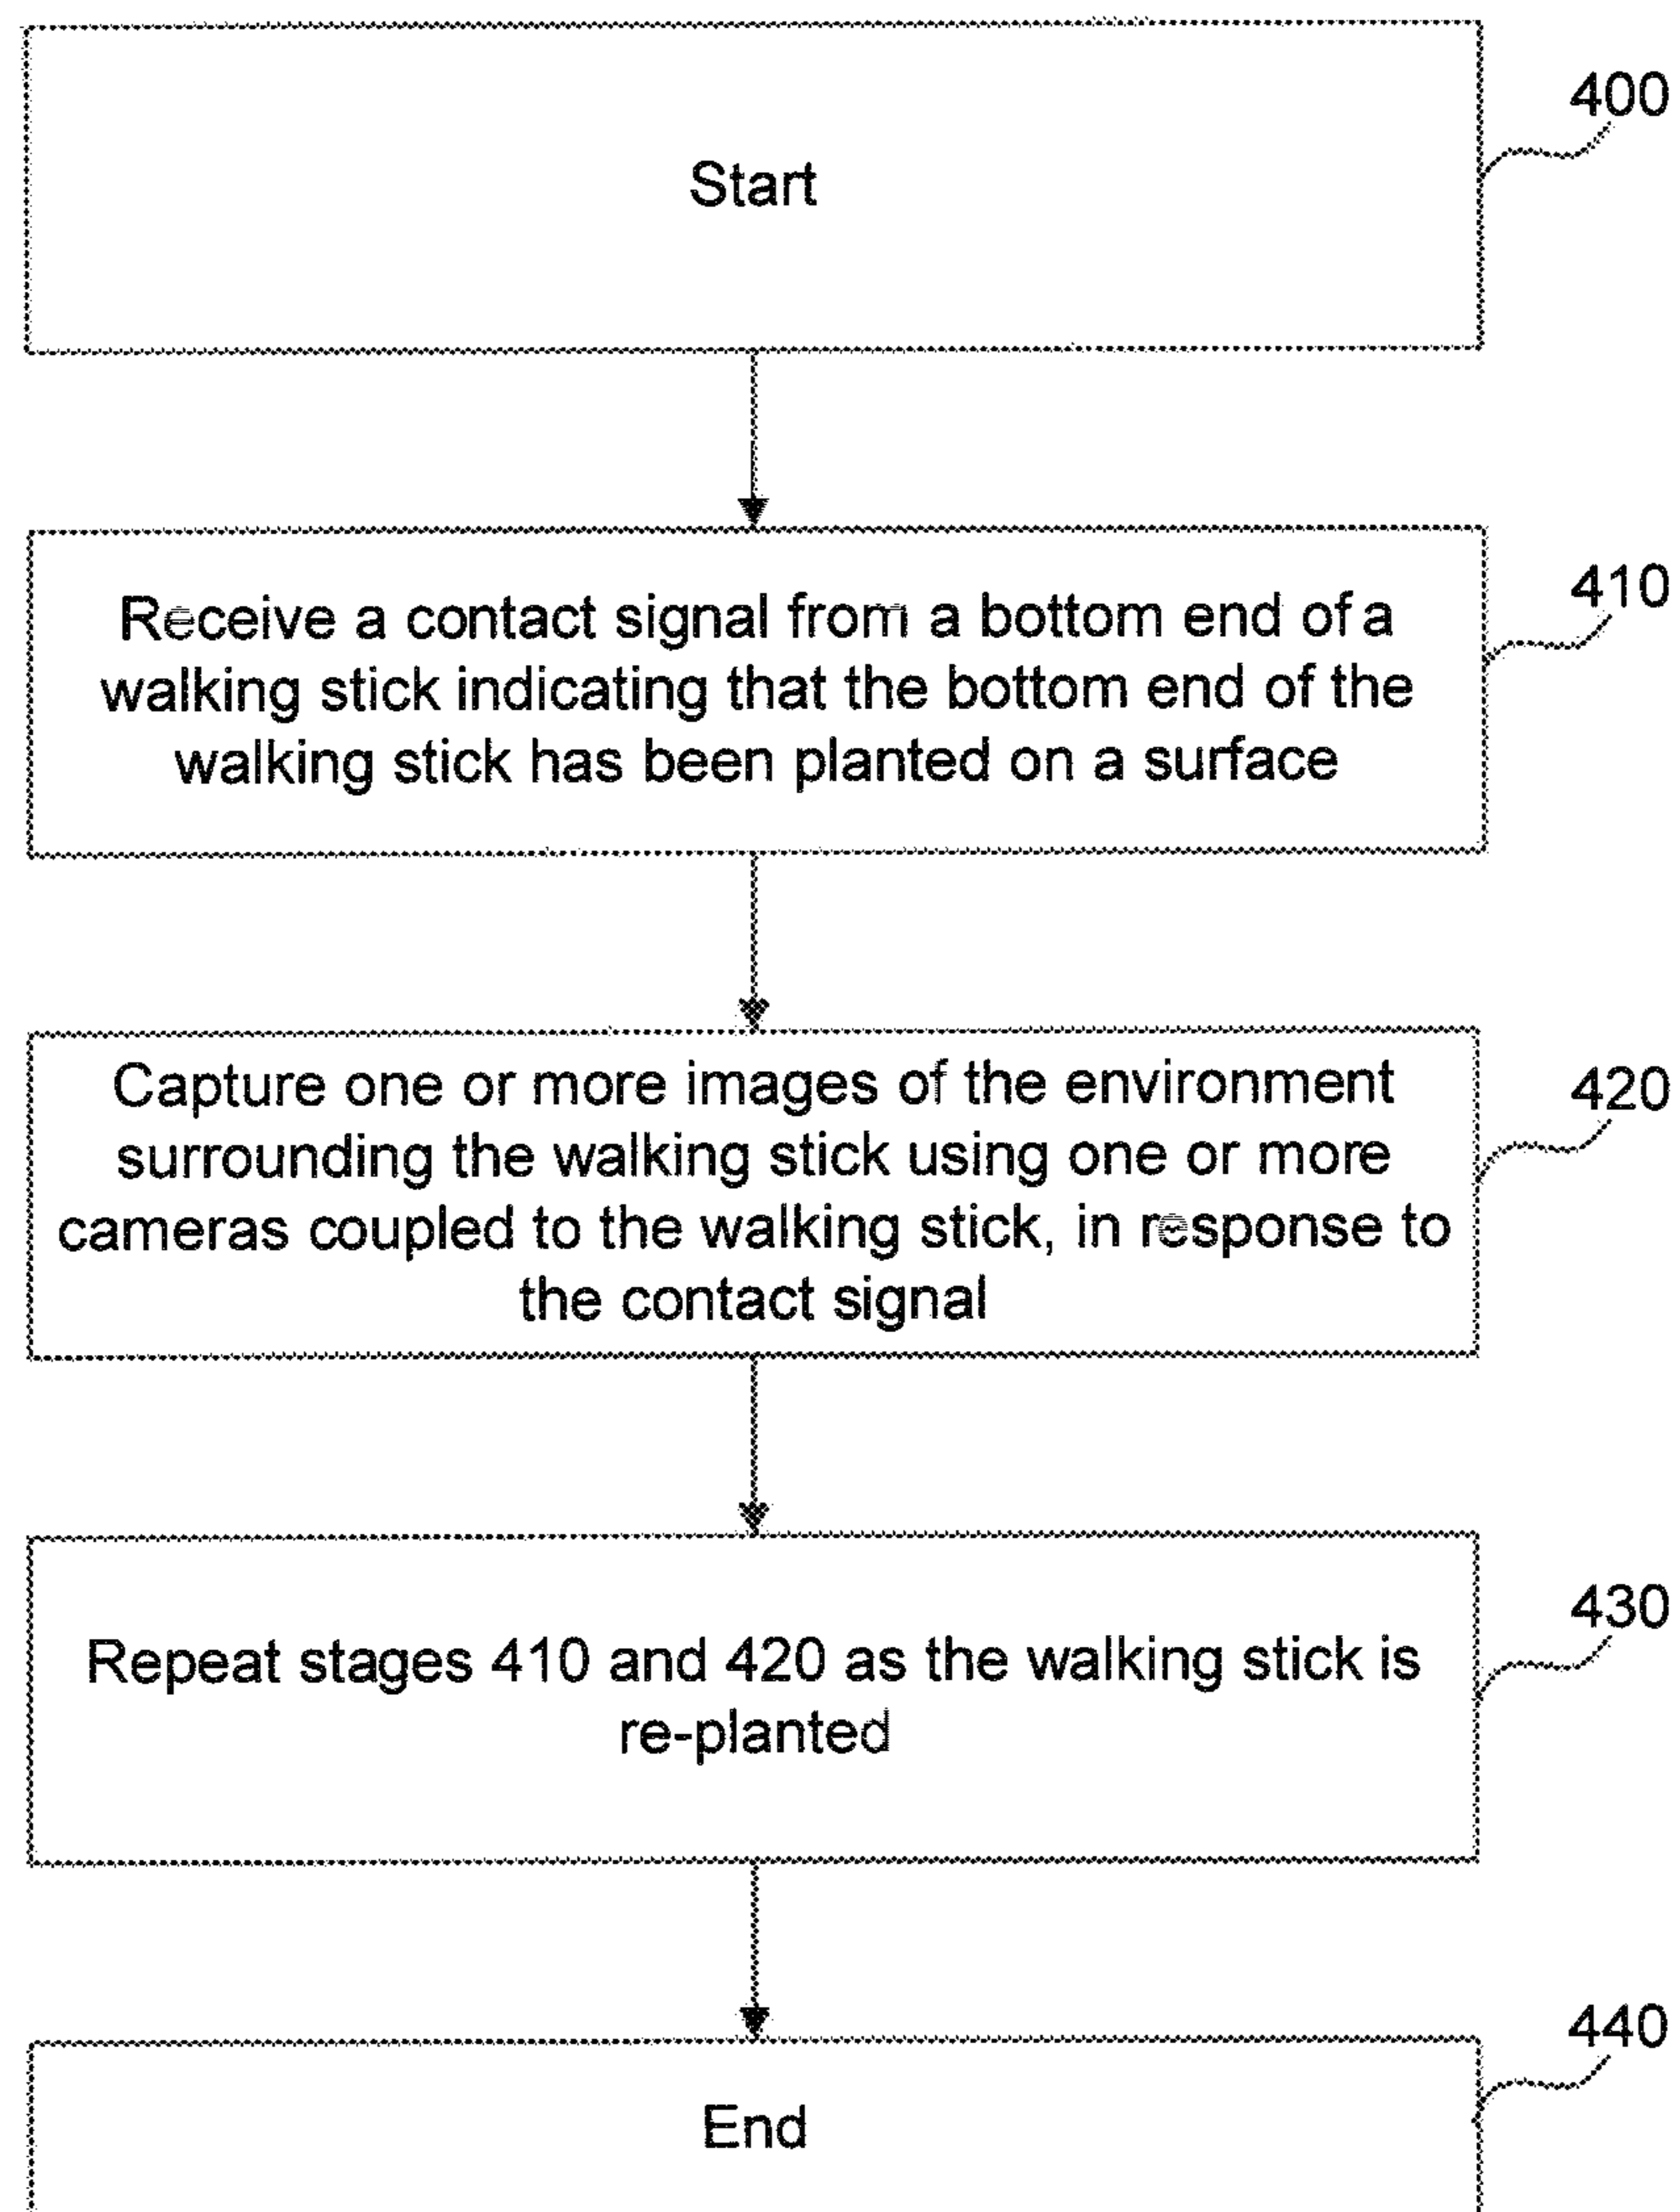 400
Start
410
Receive a contact signal from a bottom end of a
walking stick indicating that the bottom end of the
walking stick has been planted on a surface
420
Capture one or more images of the environment
surrounding the walking stick using one or more
cameras coupled to the walking stick, in response to
the contact signal
430
Repeat stages 410 and 420 as the walking stick is
re-planted
440
End